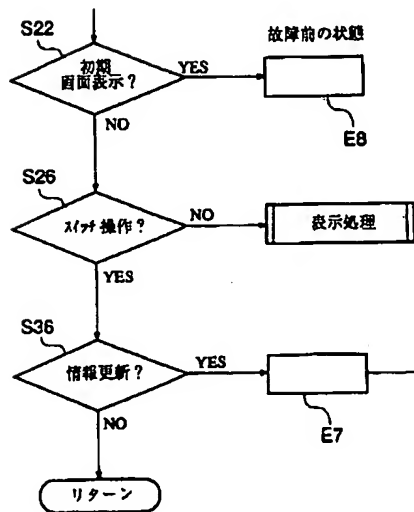 S22
故障前の状態
初期
画面表示？
YES
E8
NO
S26
ｽｲｯﾁ 操作？
NO
表示処理
YES
S36
情報更新？
YES
E7
NO
リターン